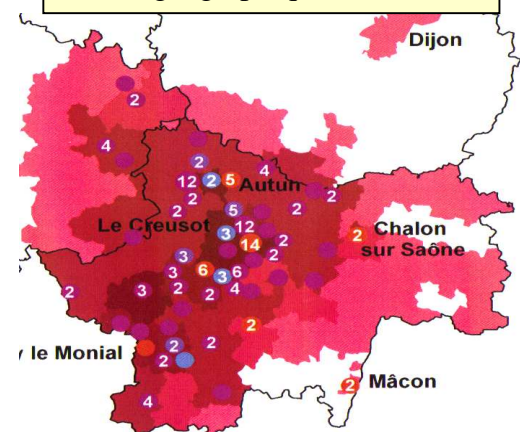 Dijon
2
4
2 4
12 2 5 Autun
2 2
2 5 2
Le Creusot 3 12 2 Chalon
14 2 2 sur Saône
3
3 6 3 6
2 3 2 2 4
2
y le Monial 2 2
2
2 Mâcon
4